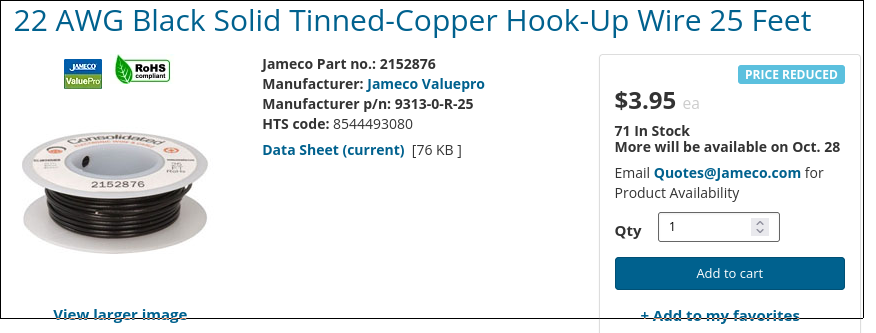 22 AWG Black Solid Tinned-Copper Hook-Up Wire 25 Feet
JAMECO
ValuePro
RoHS
compliant
Consolidated
2152876
View larger image
Jameco Part no.: 2152876
Manufacturer: Jameco Valuepro
Manufacturer p/n: 9313-0-R-25
HTS code: 8544493080
Data Sheet (current) [76 KB ]
PRICE REDUCED
$3.95 ea
71 In Stock
More will be available on Oct. 28
Email Quotes@Jameco.com for
Product Availability
Qty 1
Add to cart
+ Add to my favorites